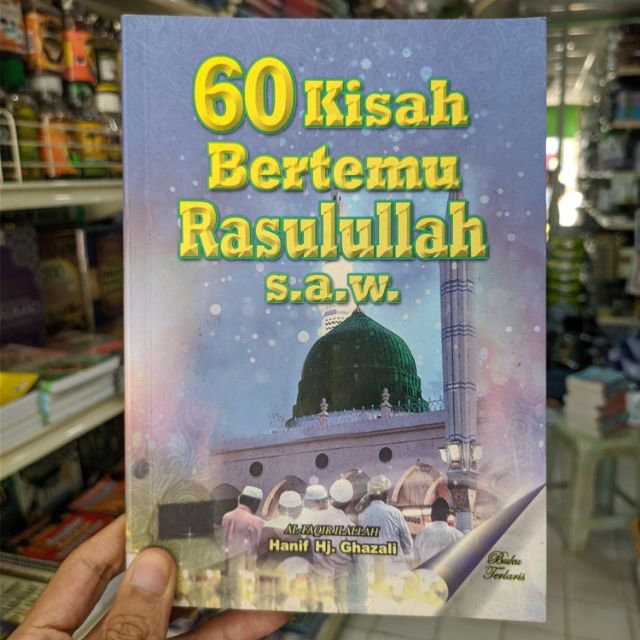 60 Kisah
Bertemu
Rasulullah
s.a.w.
AL-FAQIR ILALLAH
Hanif Hj. Ghazali
Buku
Terlaris